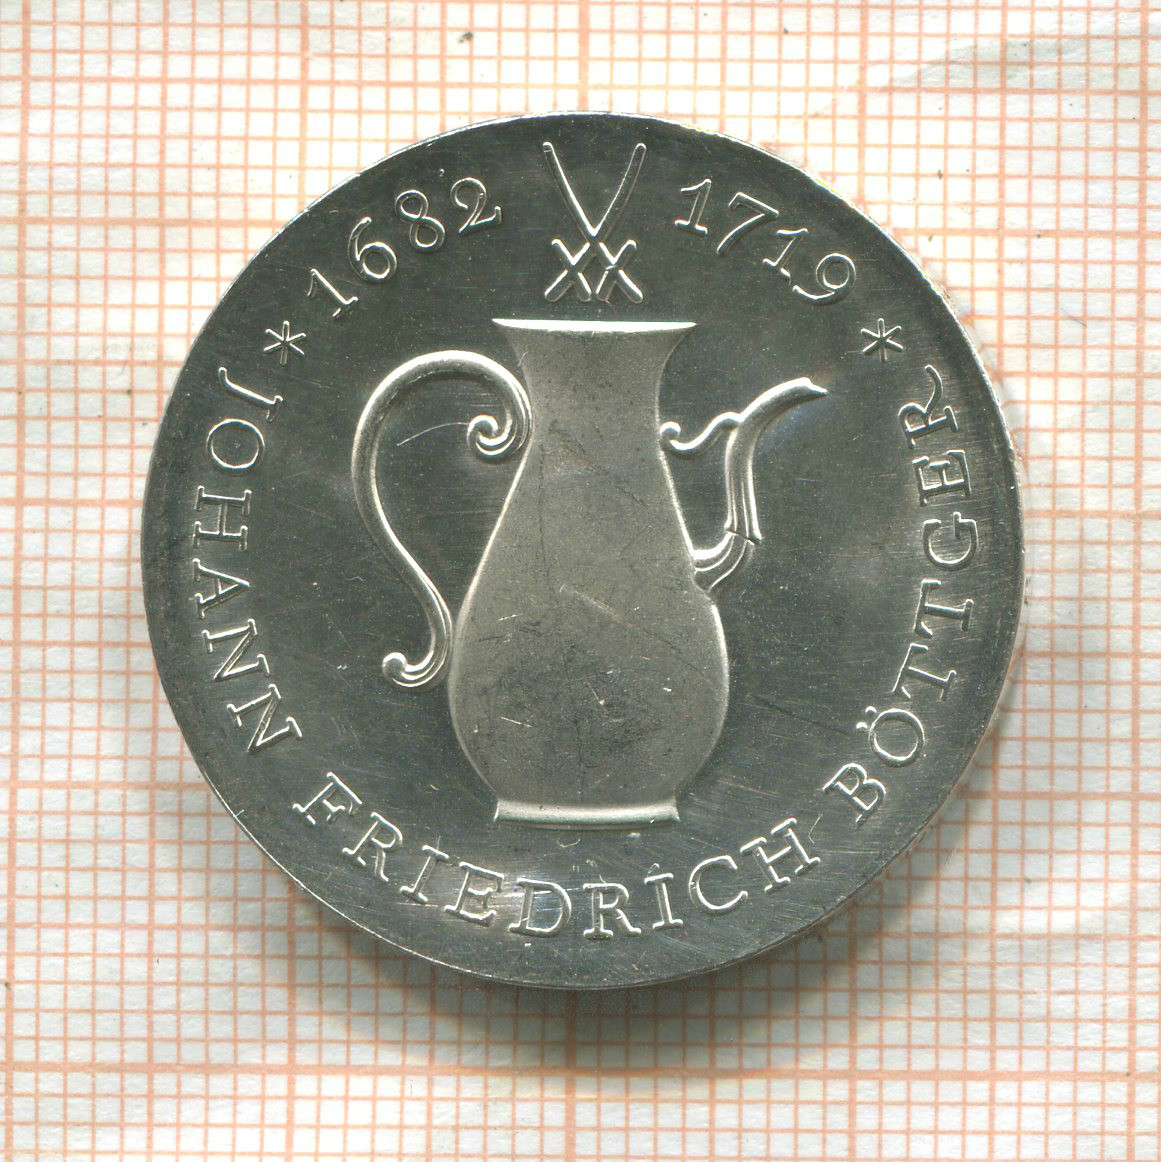 1682 1719
JOHANN FRIEDRICH BÖTTGER